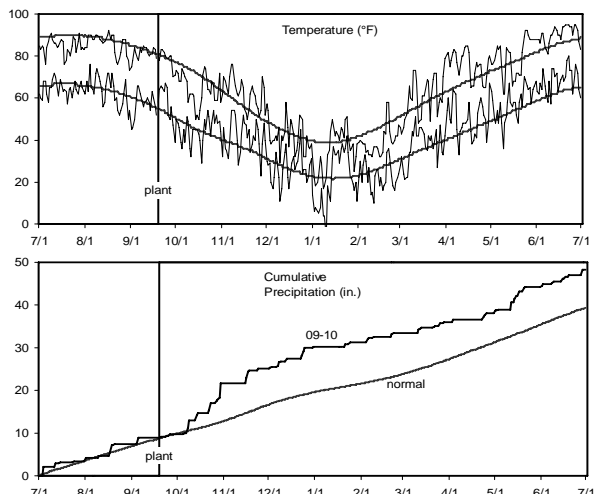 100
Temperature (°F)
80
60
40
20
plant
0
7/1 8/1 9/1 10/1 11/1 12/1 1/1 2/1 3/1 4/1 5/1 6/1 7/1
50
Cumulative
Precipitation (in.)
40
09-10
30
normal
20
10
plant
0
7/1 8/1 9/1 10/1 11/1 12/1 1/1 2/1 3/1 4/1 5/1 6/1 7/1